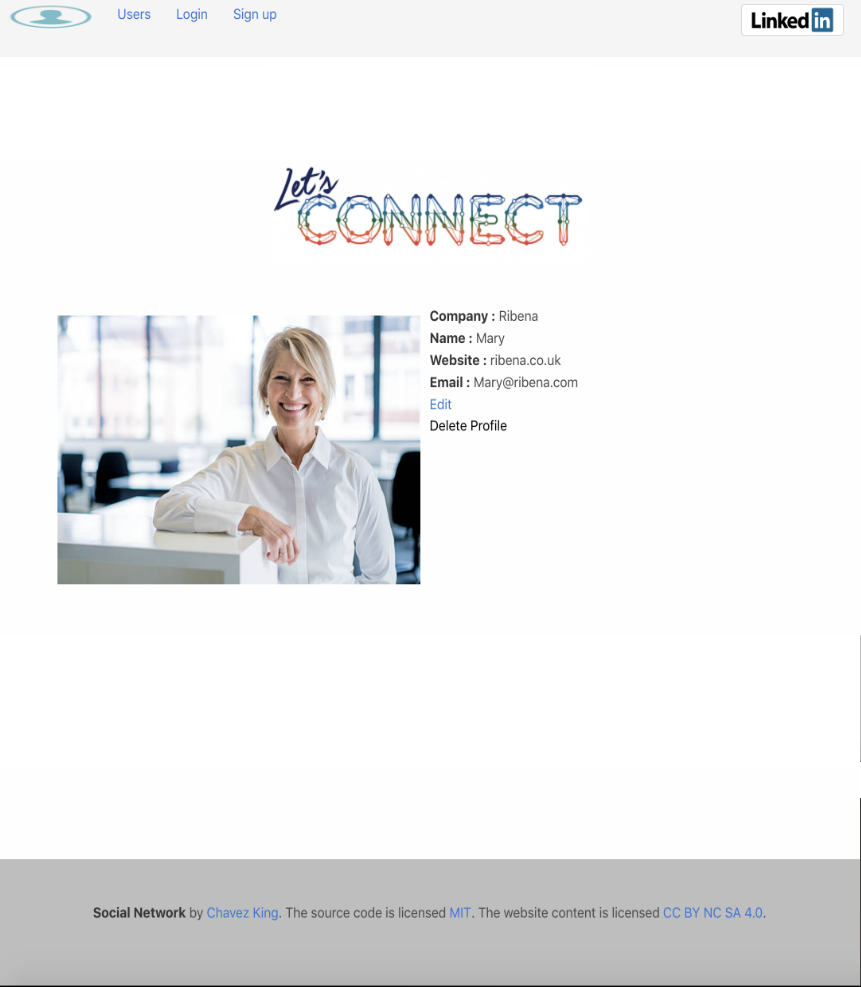 Users Login Sign up
Linked in
Let's
CONNECT
Company : Ribena
Name : Mary
Website : ribena.co.uk
Email : Mary@ribena.com
Edit
Delete Profile
Social Network by Chavez King. The source code is licensed MIT. The website content is licensed CC BY NC SA 4.0.